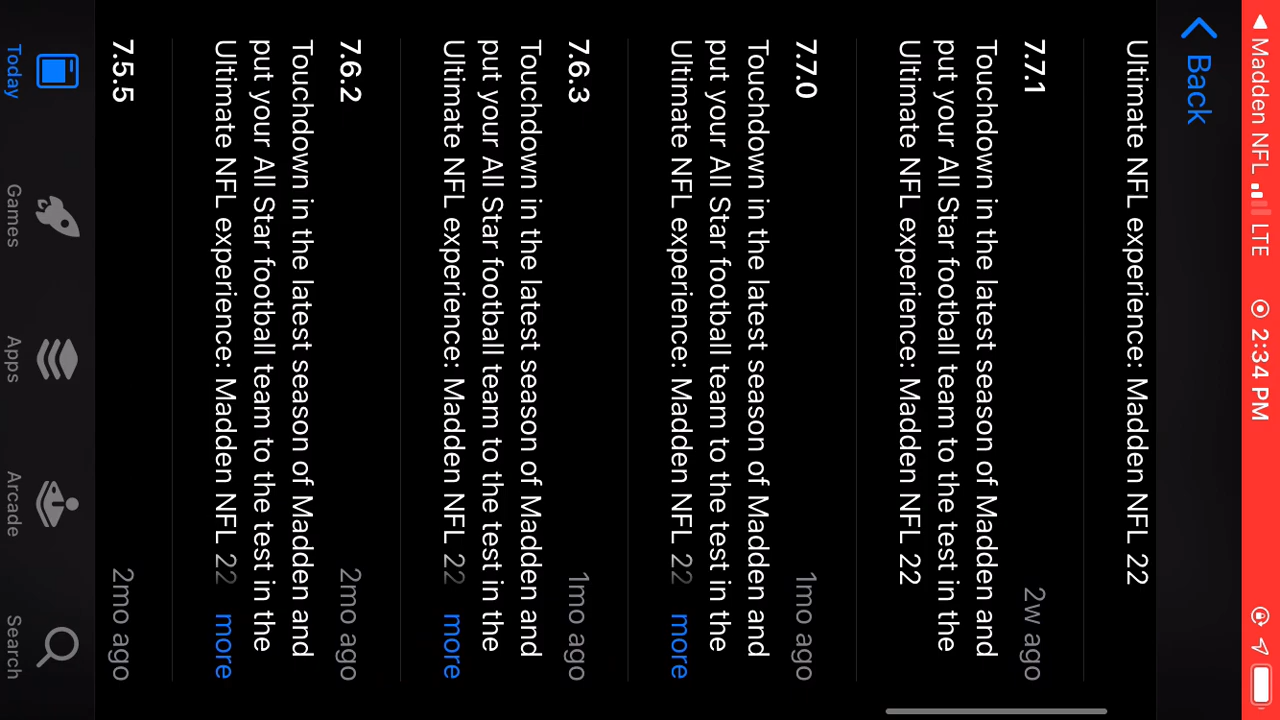 ◀ Madden NFL LTE 2:34 PM
Back
Ultimate NFL experience: Madden NFL 22
7.7.1 2w ago
Touchdown in the latest season of Madden and
put your All Star football team to the test in the
Ultimate NFL experience: Madden NFL 22
7.7.0 1mo ago
Touchdown in the latest season of Madden and
put your All Star football team to the test in the
Ultimate NFL experience: Madden NFL 22 more
7.6.3 1mo ago
Touchdown in the latest season of Madden and
put your All Star football team to the test in the
Ultimate NFL experience: Madden NFL 22 more
7.6.2 2mo ago
Touchdown in the latest season of Madden and
put your All Star football team to the test in the
Ultimate NFL experience: Madden NFL 22 more
7.5.5 2mo ago
Today Games Apps Arcade Search